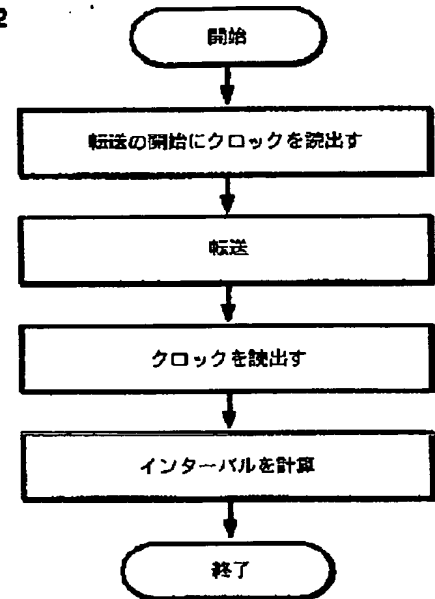 2
開始
転送の開始にクロックを読出す
転送
クロックを読出す
インターバルを計算
終了